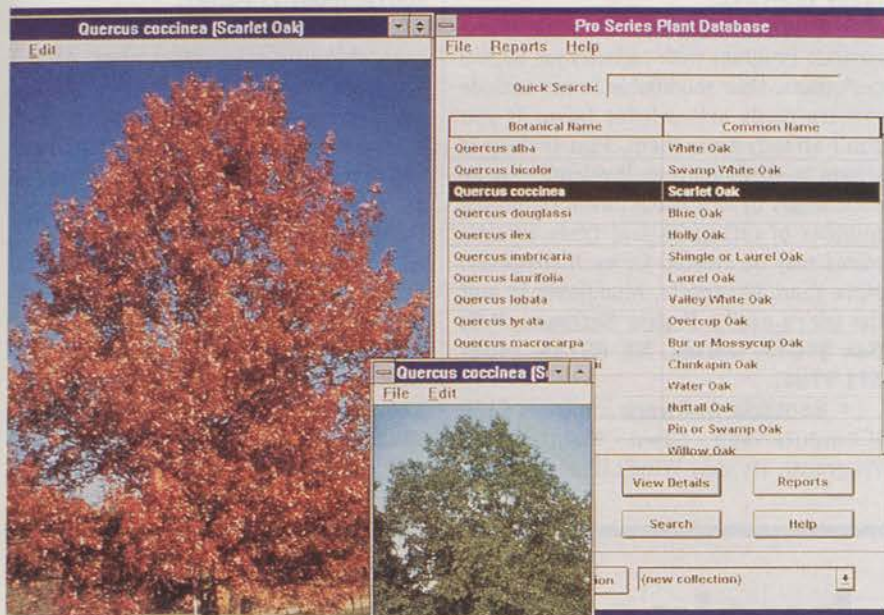 Quercus coccinea (Scarlet Oak)
Edit
Pro Series Plant Database
File Reports Help
Quick Search:
Botanical Name Common Name
Quercus alba White Oak
Quercus bicolor Swamp White Oak
Quercus coccinea Scarlet Oak
Quercus douglassi Blue Oak
Quercus ilex Holly Oak
Quercus imbricaria Shingle or Laurel Oak
Quercus laurifolia Laurel Oak
Quercus lobata Valley White Oak
Quercus lyrata Overcup Oak
Quercus macrocarpa Bur or Mossycup Oak
Chinkapin Oak
Water Oak
Nuttall Oak
Pin or Swamp Oak
Willow Oak
Quercus coccinea (S
File Edit
View Details Reports
Search Help
ion (new collection)